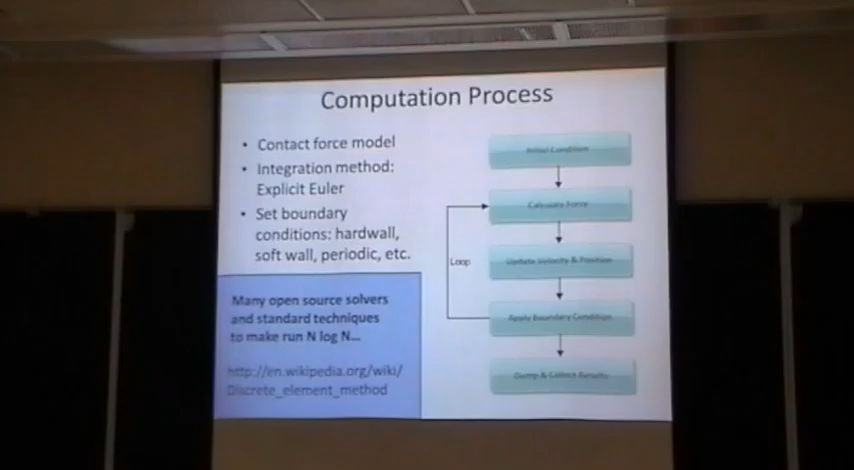 Computation Process
• Contact force model
• Integration method:
Explicit Euler
• Set boundary
conditions: hardwall,
soft wall, periodic, etc.
Many open source solvers
and standard techniques
to make run N log N...
http://en.wikipedia.org/wiki/
Discrete_element_method
Initial Condition
Calculate Force
Loop
Update Velocity & Position
Apply Boundary Condition
Dump & Collect Results